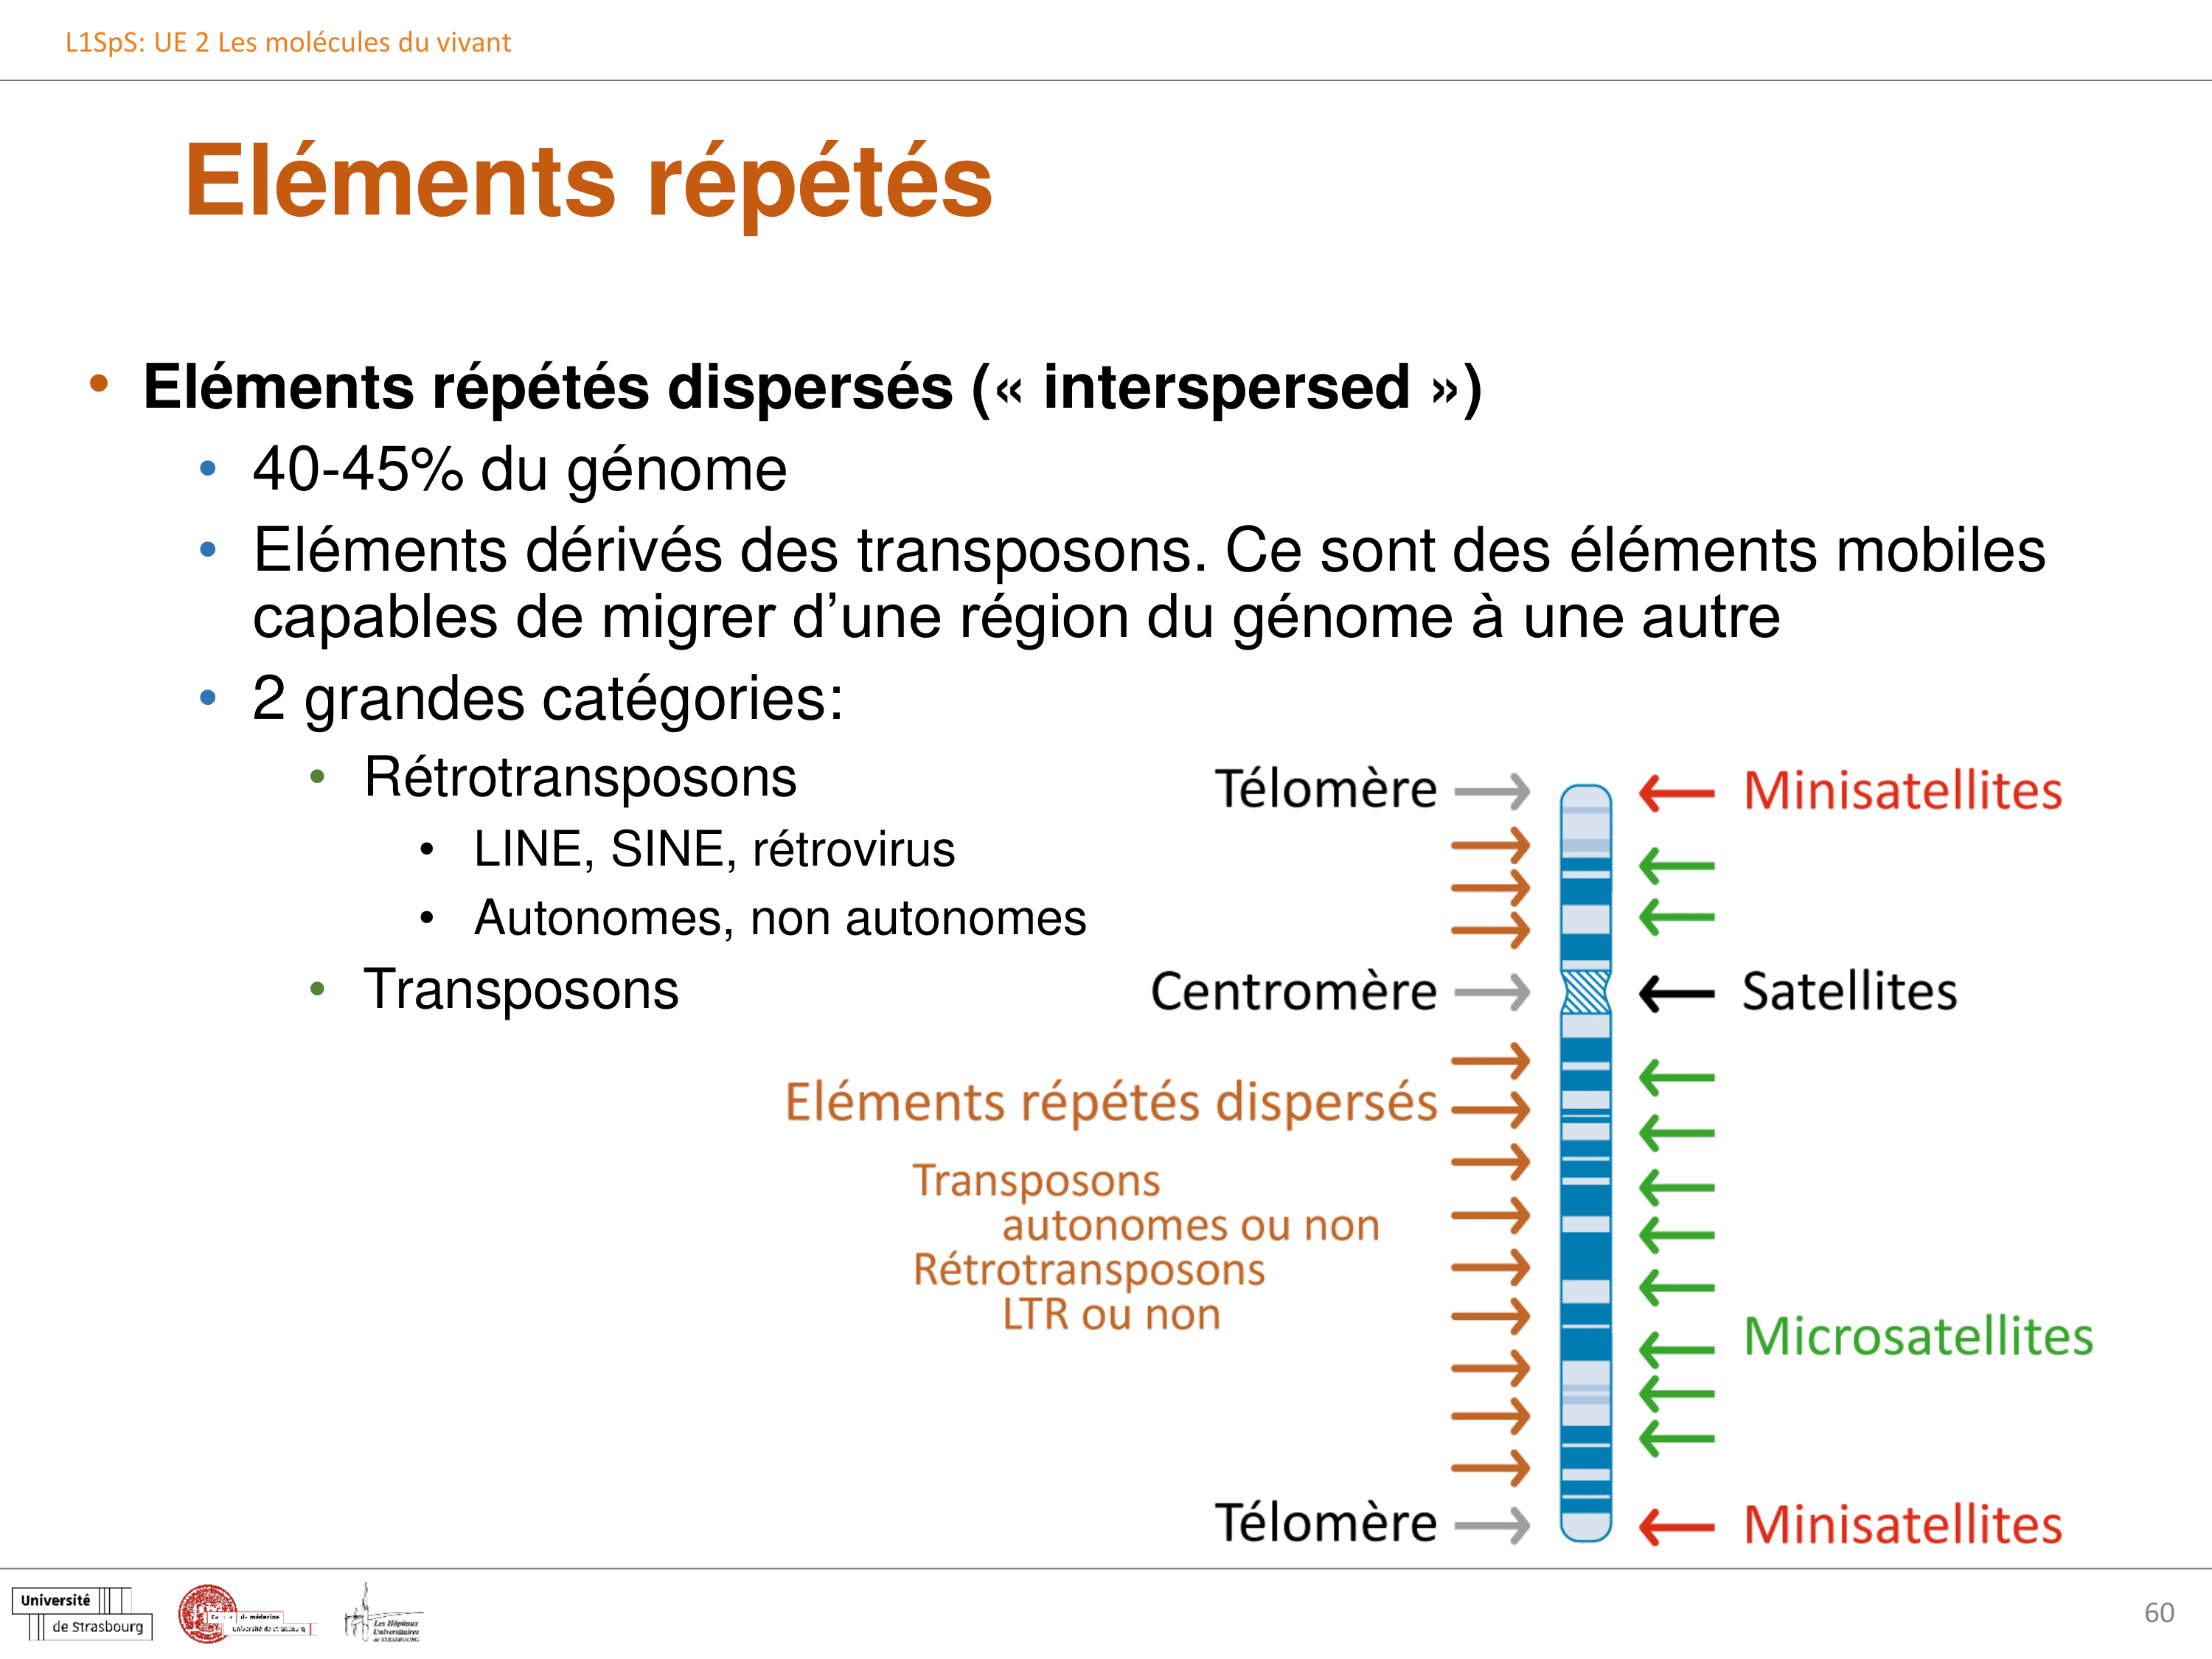 L1SpS: UE 2 Les molécules du vivant
Eléments répétés
• Eléments répétés dispersés (« interspersed »)
• 40-45% du génome
• Eléments dérivés des transposons. Ce sont des éléments mobiles
capables de migrer d’une région du génome à une autre
• 2 grandes catégories:
• Rétrotransposons
• LINE, SINE, rétrovirus
• Autonomes, non autonomes
• Transposons
Télomère
Minisatellites
Centromère
Satellites
Eléments répétés dispersés
Transposons
autonomes ou non
Rétrotransposons
LTR ou non
Microsatellites
Télomère
Minisatellites
Université
de Strasbourg
de médecine
Université de Strasbourg
Les Hôpitaux
Universitaires
de STRASBOURG
60